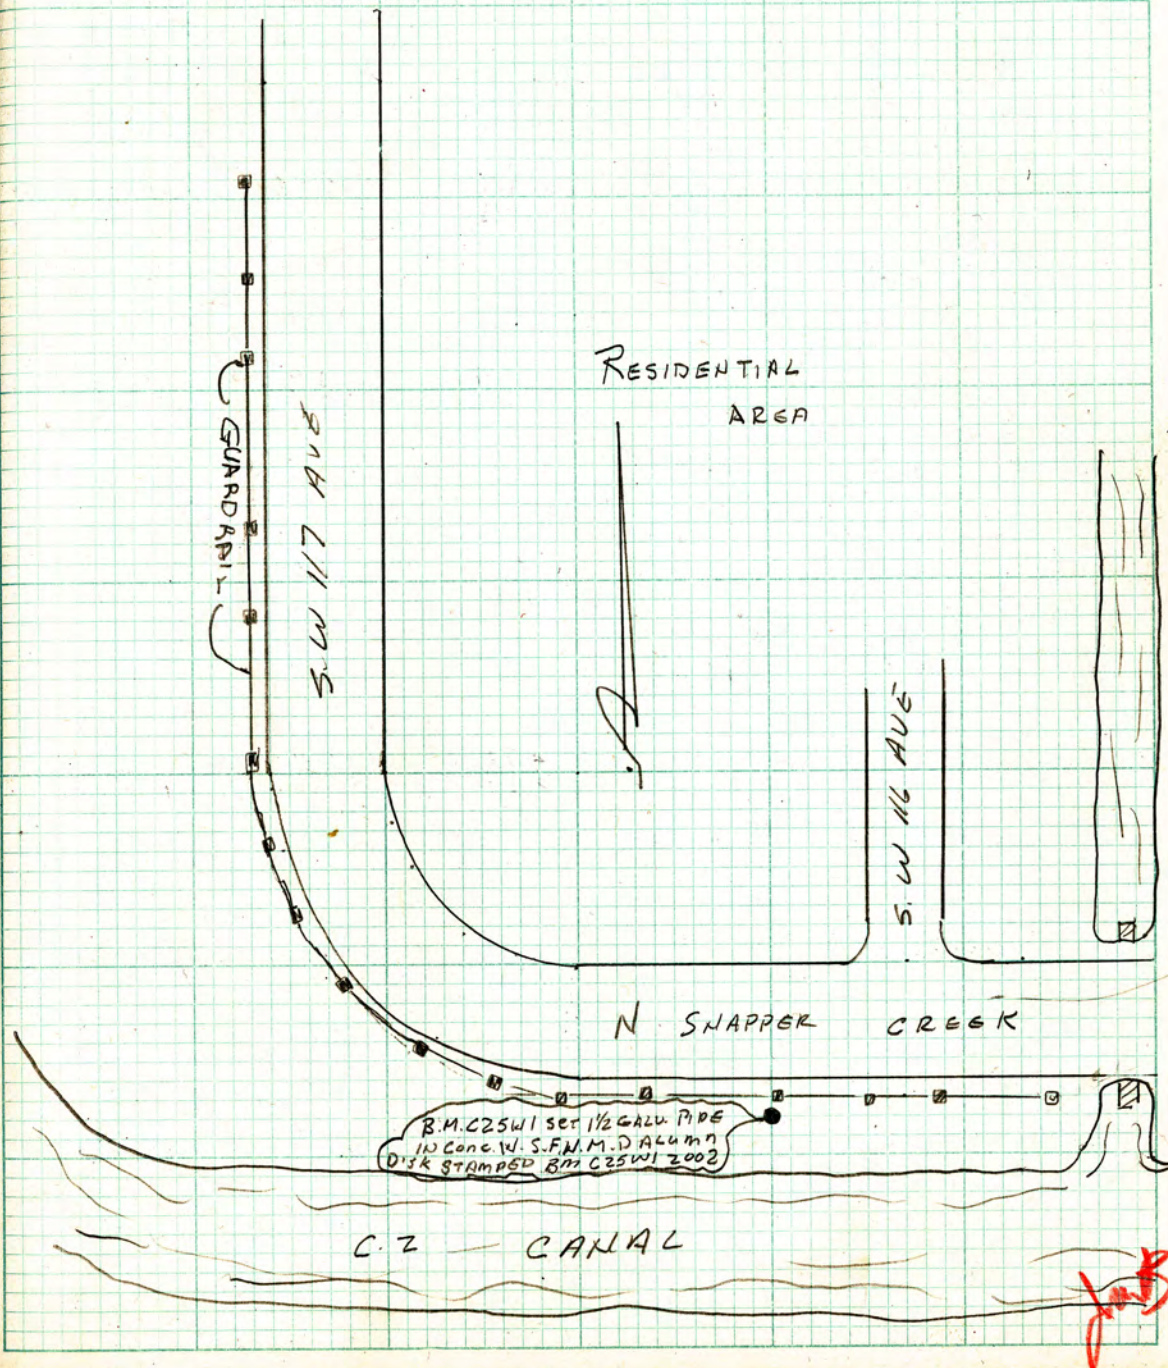 RESIDENTIAL
AREA
GUARDRAIL
S.W 117 AVE
S.W 116 AVE
N SNAPPER CREEK
B.M. C25W1 SET 1½ GALV. PIPE
IN CONC. W. S.F.W.M.D ALUMN
DISK STAMPED BM C25W1 2002
C.2 — CANAL